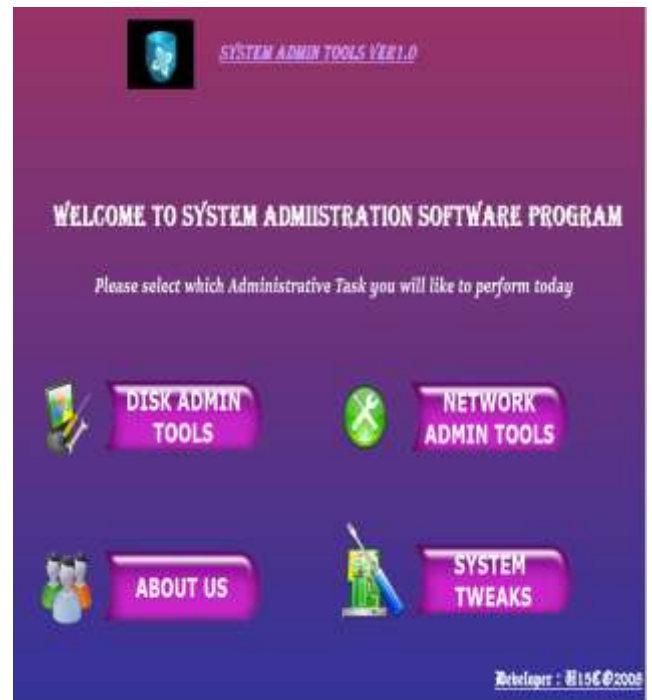 SYSTEM ADMIN TOOLS VER1.0
WELCOME TO SYSTEM ADMIISTRATION SOFTWARE PROGRAM
Please select which Administrative Task you will like to perform today
DISK ADMIN
TOOLS
NETWORK
ADMIN TOOLS
ABOUT US
SYSTEM
TWEAKS
Developer :